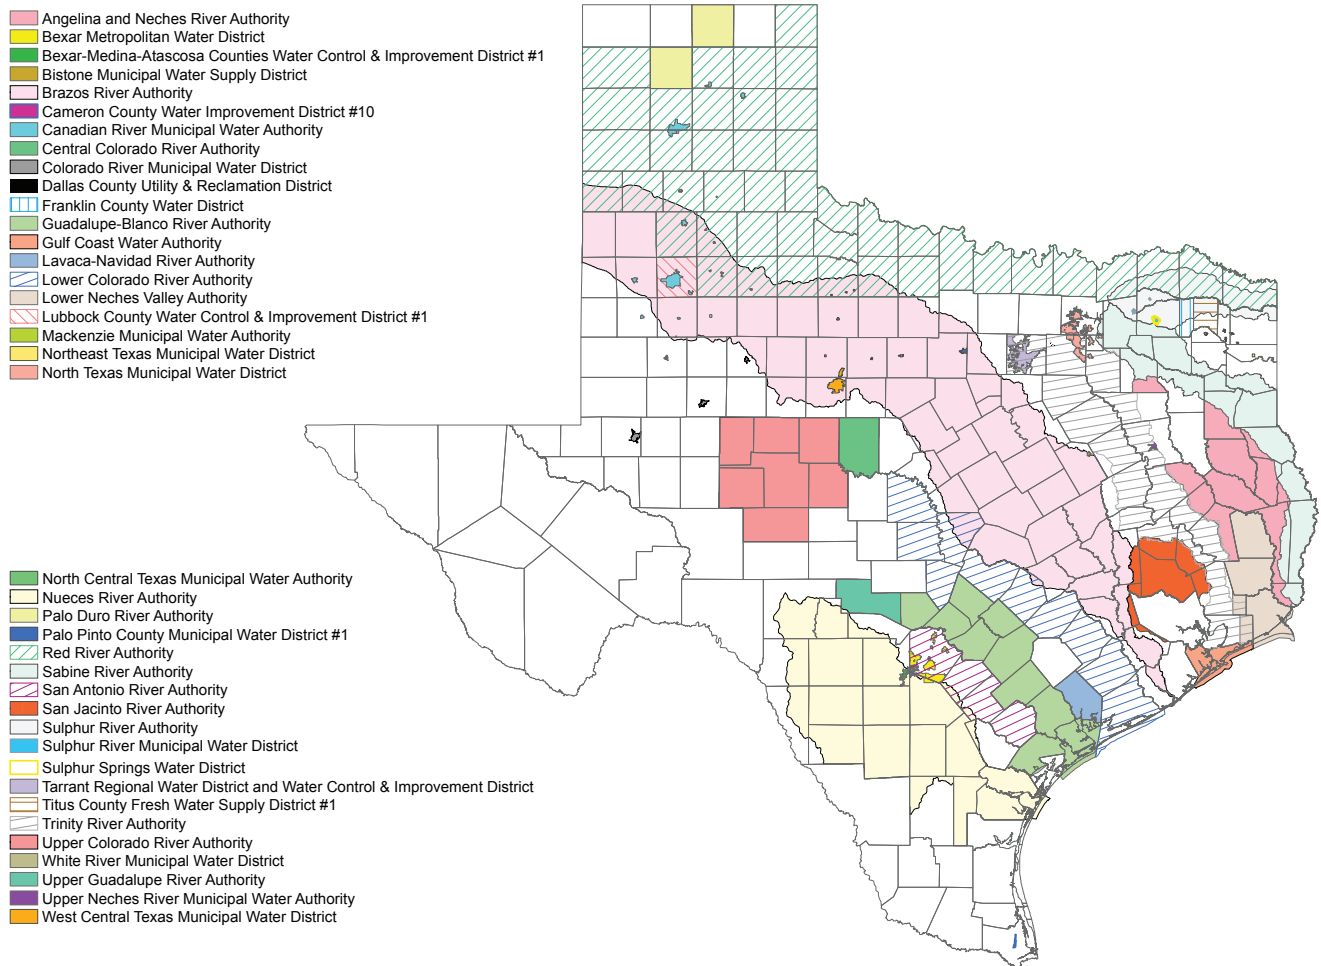 Angelina and Neches River Authority
Bexar Metropolitan Water District
Bexar-Medina-Atascosa Counties Water Control & Improvement District #1
Bistone Municipal Water Supply District
Brazos River Authority
Cameron County Water Improvement District #10
Canadian River Municipal Water Authority
Central Colorado River Authority
Colorado River Municipal Water District
Dallas County Utility & Reclamation District
Franklin County Water District
Guadalupe-Blanco River Authority
Gulf Coast Water Authority
Lavaca-Navidad River Authority
Lower Colorado River Authority
Lower Neches Valley Authority
Lubbock County Water Control & Improvement District #1
Mackenzie Municipal Water Authority
Northeast Texas Municipal Water District
North Texas Municipal Water District
North Central Texas Municipal Water Authority
Nueces River Authority
Palo Duro River Authority
Palo Pinto County Municipal Water District #1
Red River Authority
Sabine River Authority
San Antonio River Authority
San Jacinto River Authority
Sulphur River Authority
Sulphur River Municipal Water District
Sulphur Springs Water District
Tarrant Regional Water District and Water Control & Improvement District
Titus County Fresh Water Supply District #1
Trinity River Authority
Upper Colorado River Authority
White River Municipal Water District
Upper Guadalupe River Authority
Upper Neches River Municipal Water Authority
West Central Texas Municipal Water District